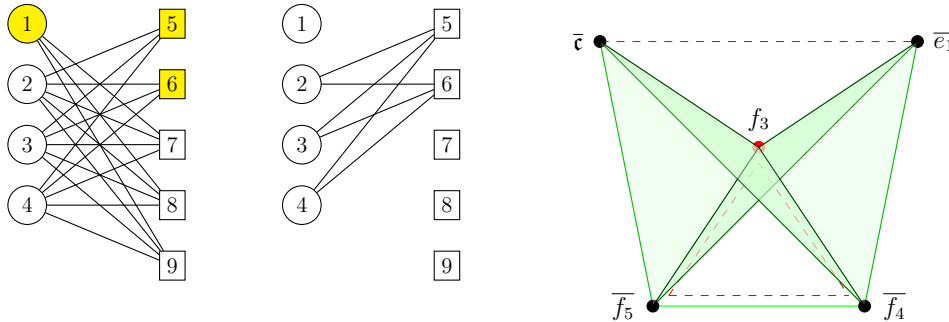 1 5 1 5
2 6 2 6
3 7 3 7
4 8 4 8
9 9
𝔠̅ e̅₁
f₃
f̅₅ f̅₄